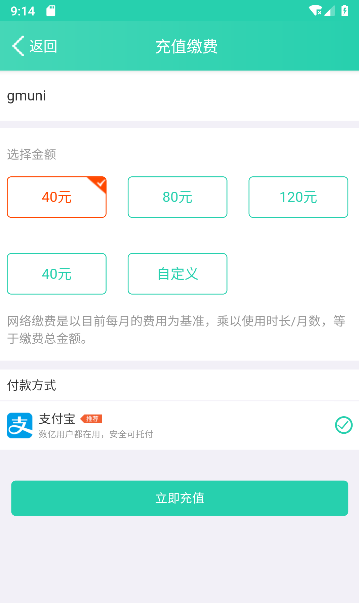 9:14
返回
充值缴费
gmuni
选择金额
40元
80元
120元
40元
自定义
网络缴费是以目前每月的费用为基准，乘以使用时长/月数，等
于缴费总金额。
付款方式
支
支付宝
推荐
数亿用户都在用，安全可托付
立即充值